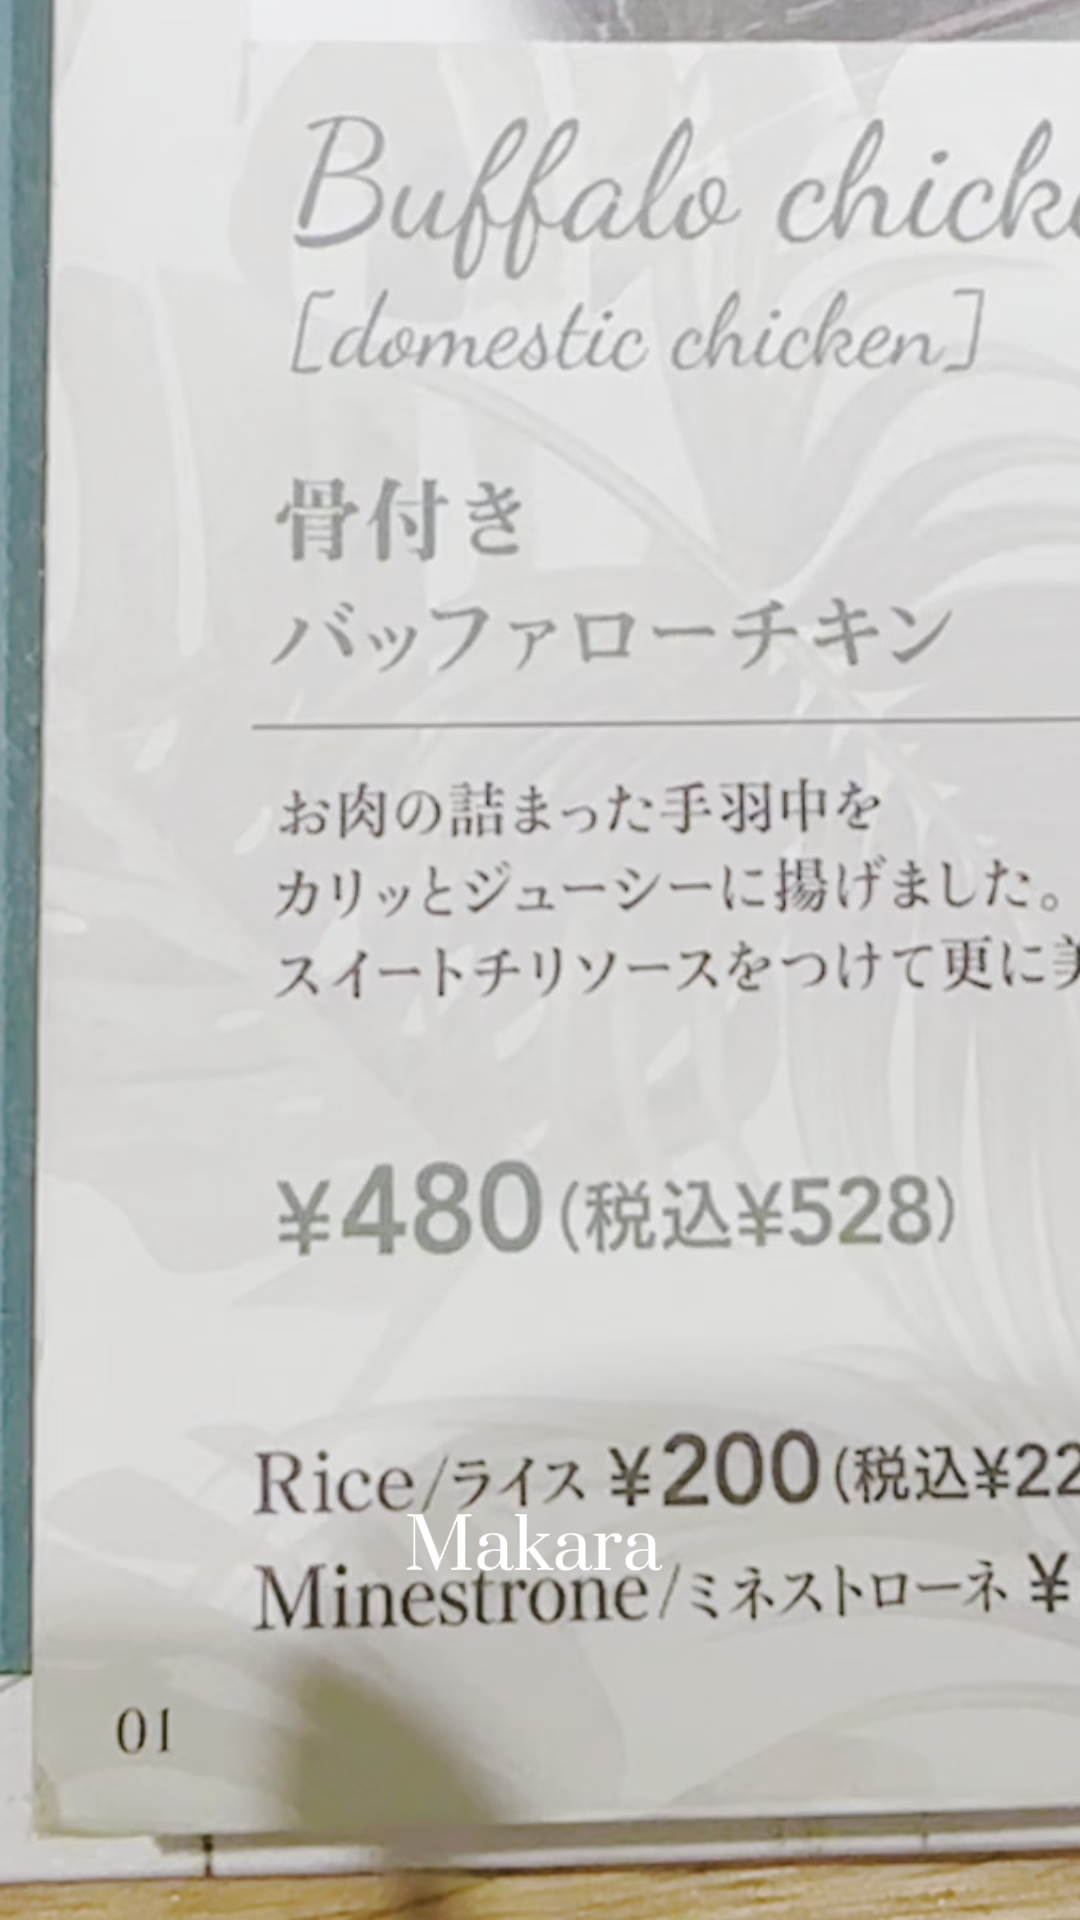 Buffalo
[domestic chicken]
骨付き
バッファローチキン
お肉の詰まった手羽中を
カリッとジューシーに揚げました。
スイートチリソースをつけて更に
¥480(税込¥528)
Rice/ライス ¥200(税込¥22
Makara
Minestrone/ミネストローネ ¥
01